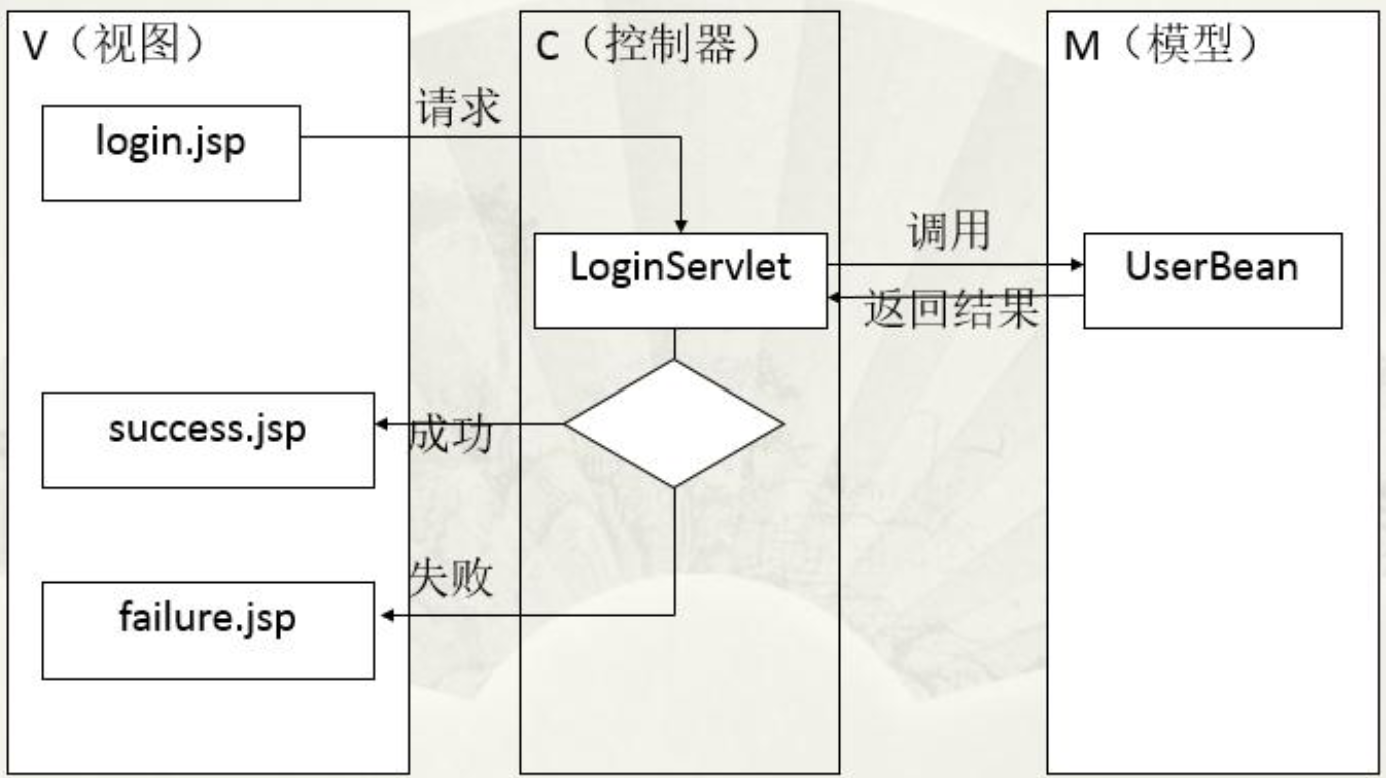 V（视图）
C（控制器）
M（模型）
请求
login.jsp
调用
LoginServlet
UserBean
返回结果
success.jsp
成功
失败
failure.jsp